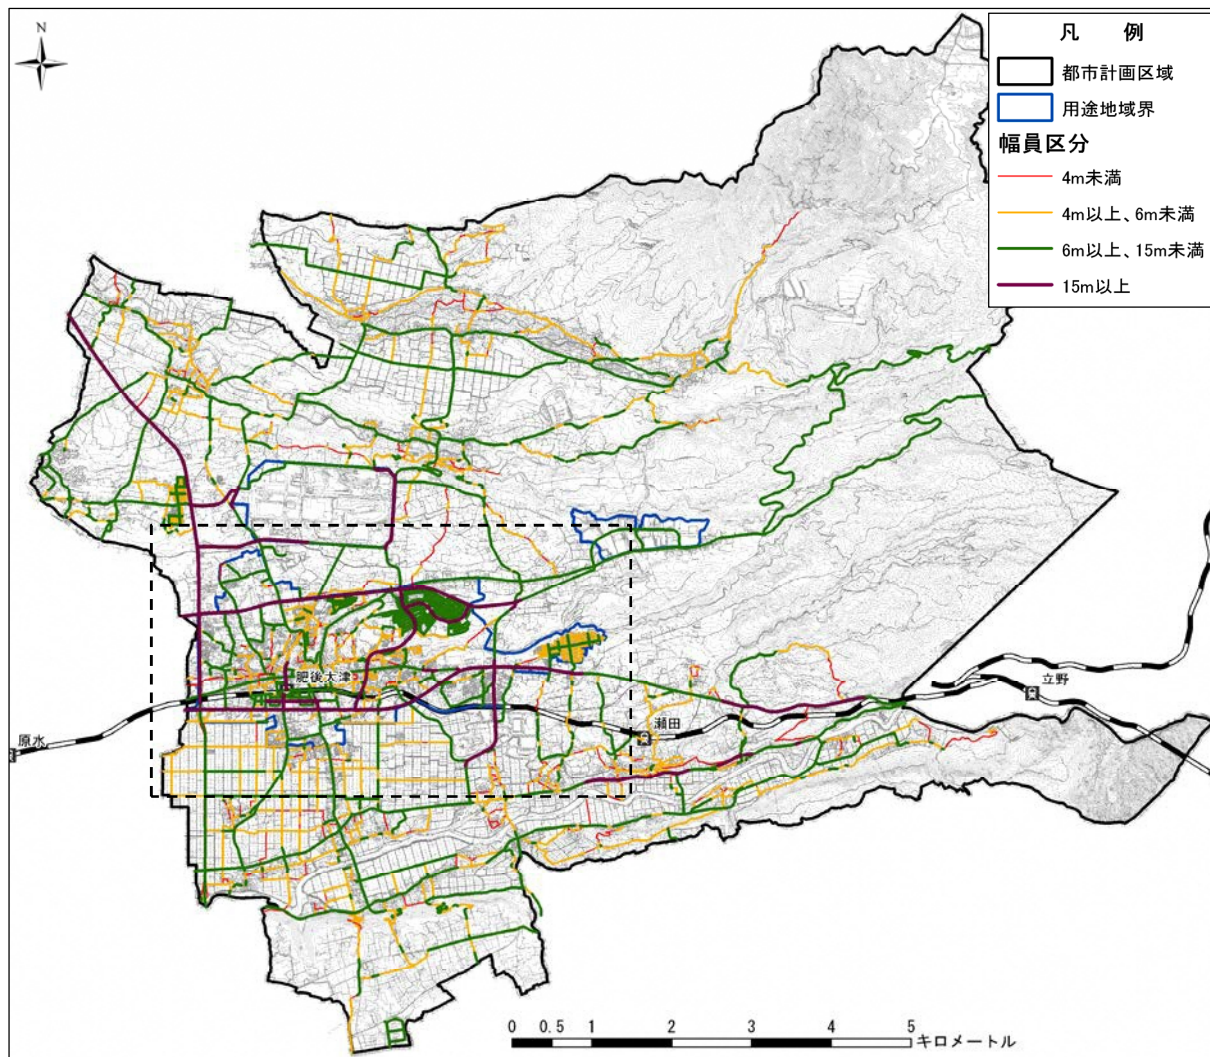 N
凡　例
都市計画区域
用途地域界
幅員区分
4m未満
4m以上、6m未満
6m以上、15m未満
15m以上
肥後大津
立野
瀬田
原水
0 0.5 1 2 3 4 5
キロメートル